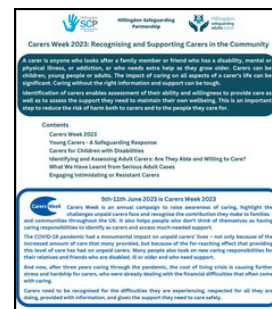 Hillingdon
SCP
Hillingdon Safeguarding
Partnership
Hillingdon
safeguarding
adults board
Carers Week 2023: Recognising and Supporting Carers in the Community
A carer is anyone who looks after a family member or friend who has a disability, mental or
physical illness, or addiction, or who needs extra help as they grow older. Carers can be
children, young people or adults. The impact of caring on all aspects of a carer's life can be
significant. Caring without the right information and support can be tough.
Identification of carers enables assessment of their ability and willingness to provide care as
well as to assess the support they need to maintain their own wellbeing. This is an important
step to reduce the risk of harm both to carers and to the people they care for.
Contents
Carers Week 2023
Young Carers - A Safeguarding Response
Carers for Children with Disabilities
Identifying and Assessing Adult Carers: Are They Able and Willing to Care?
What We Have Learnt from Serious Adult Cases
Engaging Intimidating or Resistant Carers
Carers Week
5th-11th June 2023 is Carers Week 2023
Carers Week is an annual campaign to raise awareness of caring, highlight the
challenges unpaid carers face and recognise the contribution they make to families
and communities throughout the UK. It also helps people who don't think of themselves as having
caring responsibilities to identify as carers and access much needed support.
The COVID-19 pandemic had a monumental impact on unpaid carers' lives – not only because of the
increased amount of care that many provided, but because of the far-reaching effect that providing
this level of care has had on unpaid carers. Many people also took on new caring responsibilities for
their relatives and friends who are disabled, ill or older and who need support.
And now, after three years caring through the pandemic, the cost of living crisis is causing further
stress and hardship for carers, who were already dealing with the financial difficulties that often come
with caring.
Carers need to be recognised for the difficulties they are experiencing, respected for all they are
doing, provided with information, and given the support they need to care safely.